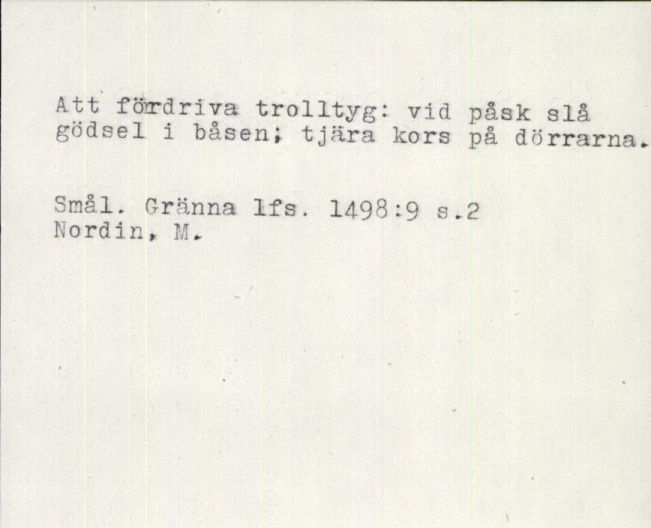 Att fördriva trolltyg: vid påsk slå
gödsel i båsen; tjära kors på dörrarna.
Smål. Gränna lfs. 1498:9 s.2
Nordin, M.